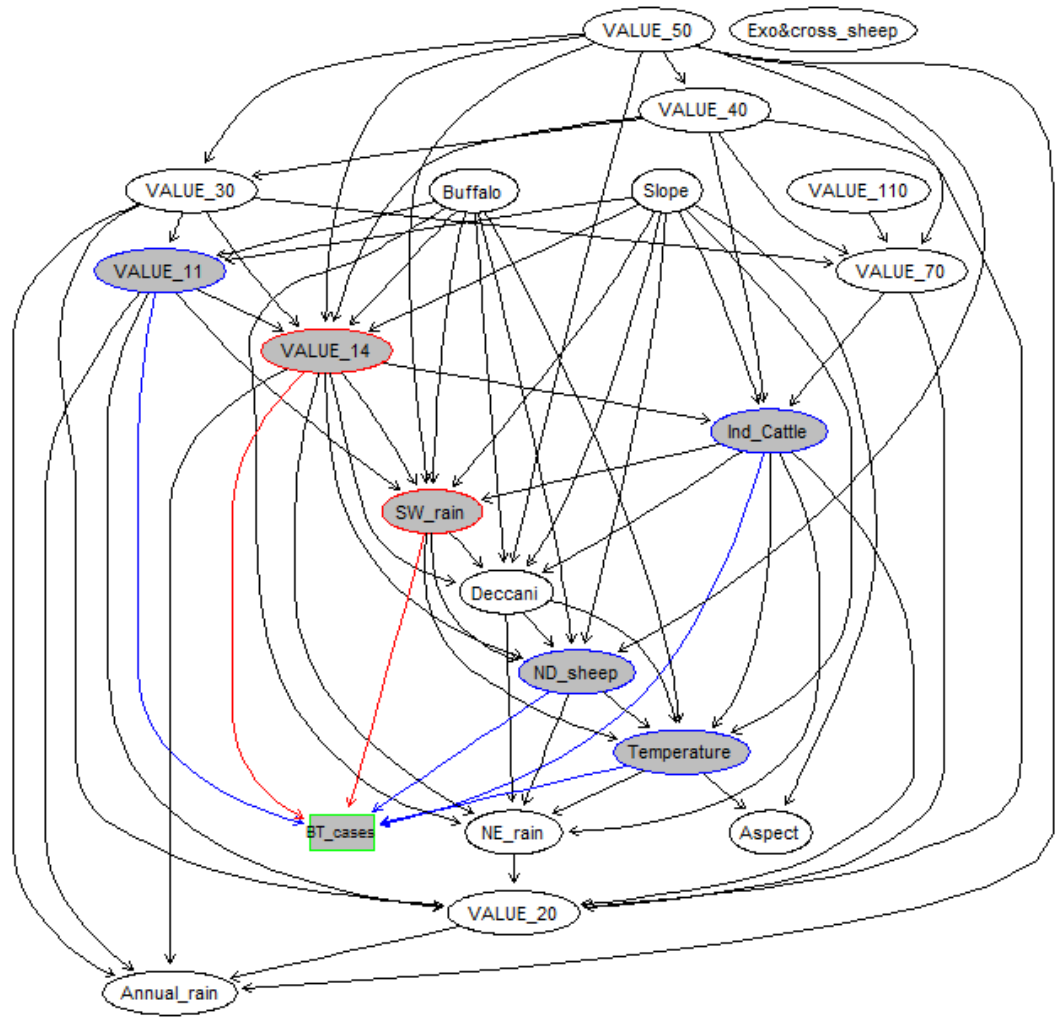 VALUE_50
Exo&cross_sheep
VALUE_40
VALUE_30
Buffalo
Slope
VALUE_110
VALUE_11
VALUE_70
VALUE_14
Ind_Cattle
SW_rain
Deccani
ND_sheep
Temperature
BT_cases
NE_rain
Aspect
VALUE_20
Annual_rain